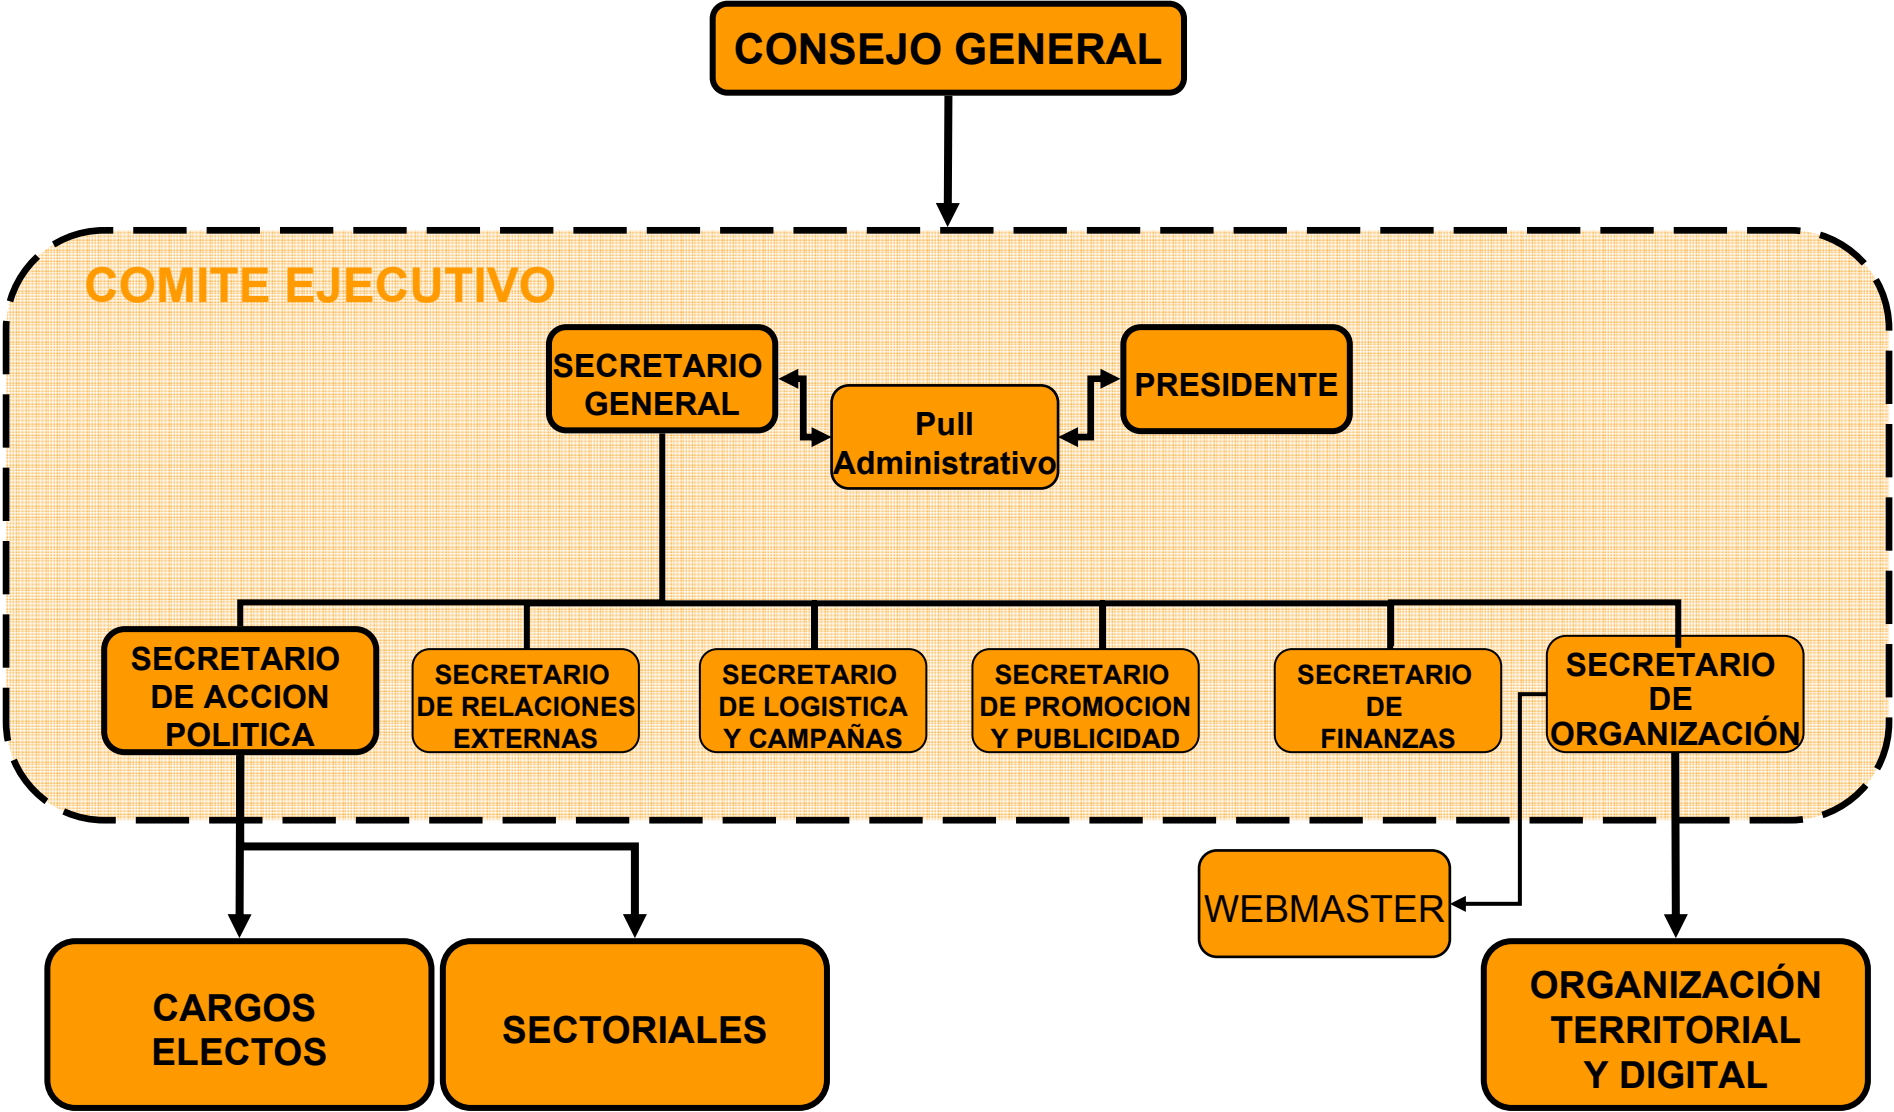 CONSEJO GENERAL
COMITE EJECUTIVO
SECRETARIO
GENERAL
Pull
Administrativo
PRESIDENTE
SECRETARIO
DE ACCION
POLITICA
SECRETARIO
DE RELACIONES
EXTERNAS
SECRETARIO
DE LOGISTICA
Y CAMPAÑAS
SECRETARIO
DE PROMOCION
Y PUBLICIDAD
SECRETARIO
DE
FINANZAS
SECRETARIO
DE
ORGANIZACIÓN
WEBMASTER
CARGOS
ELECTOS
SECTORIALES
ORGANIZACIÓN
TERRITORIAL
Y DIGITAL